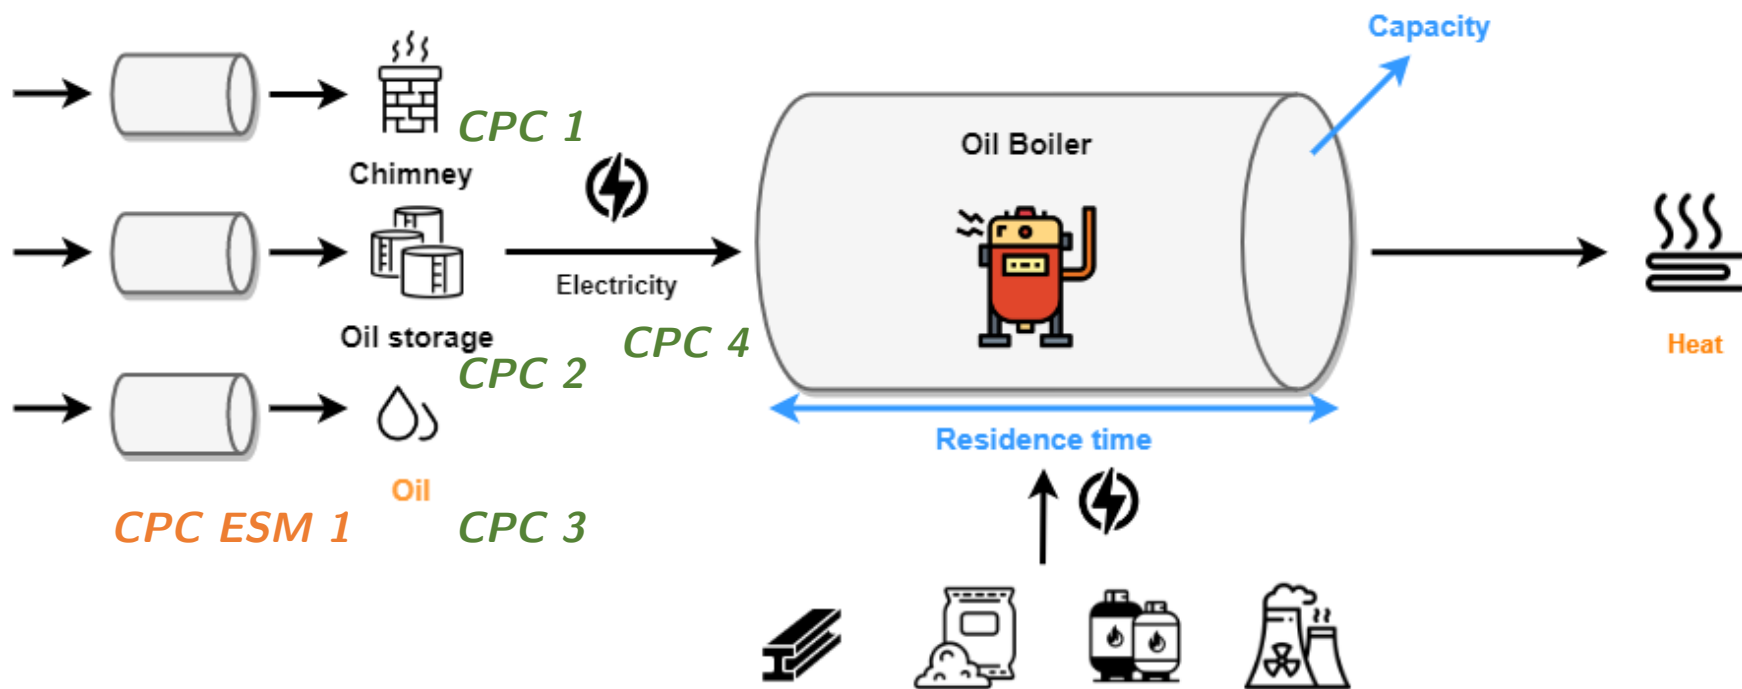 Capacity
CPC 1
Oil Boiler
Chimney
Electricity
Oil storage
CPC 4
Heat
CPC 2
Residence time
Oil
CPC ESM 1
CPC 3